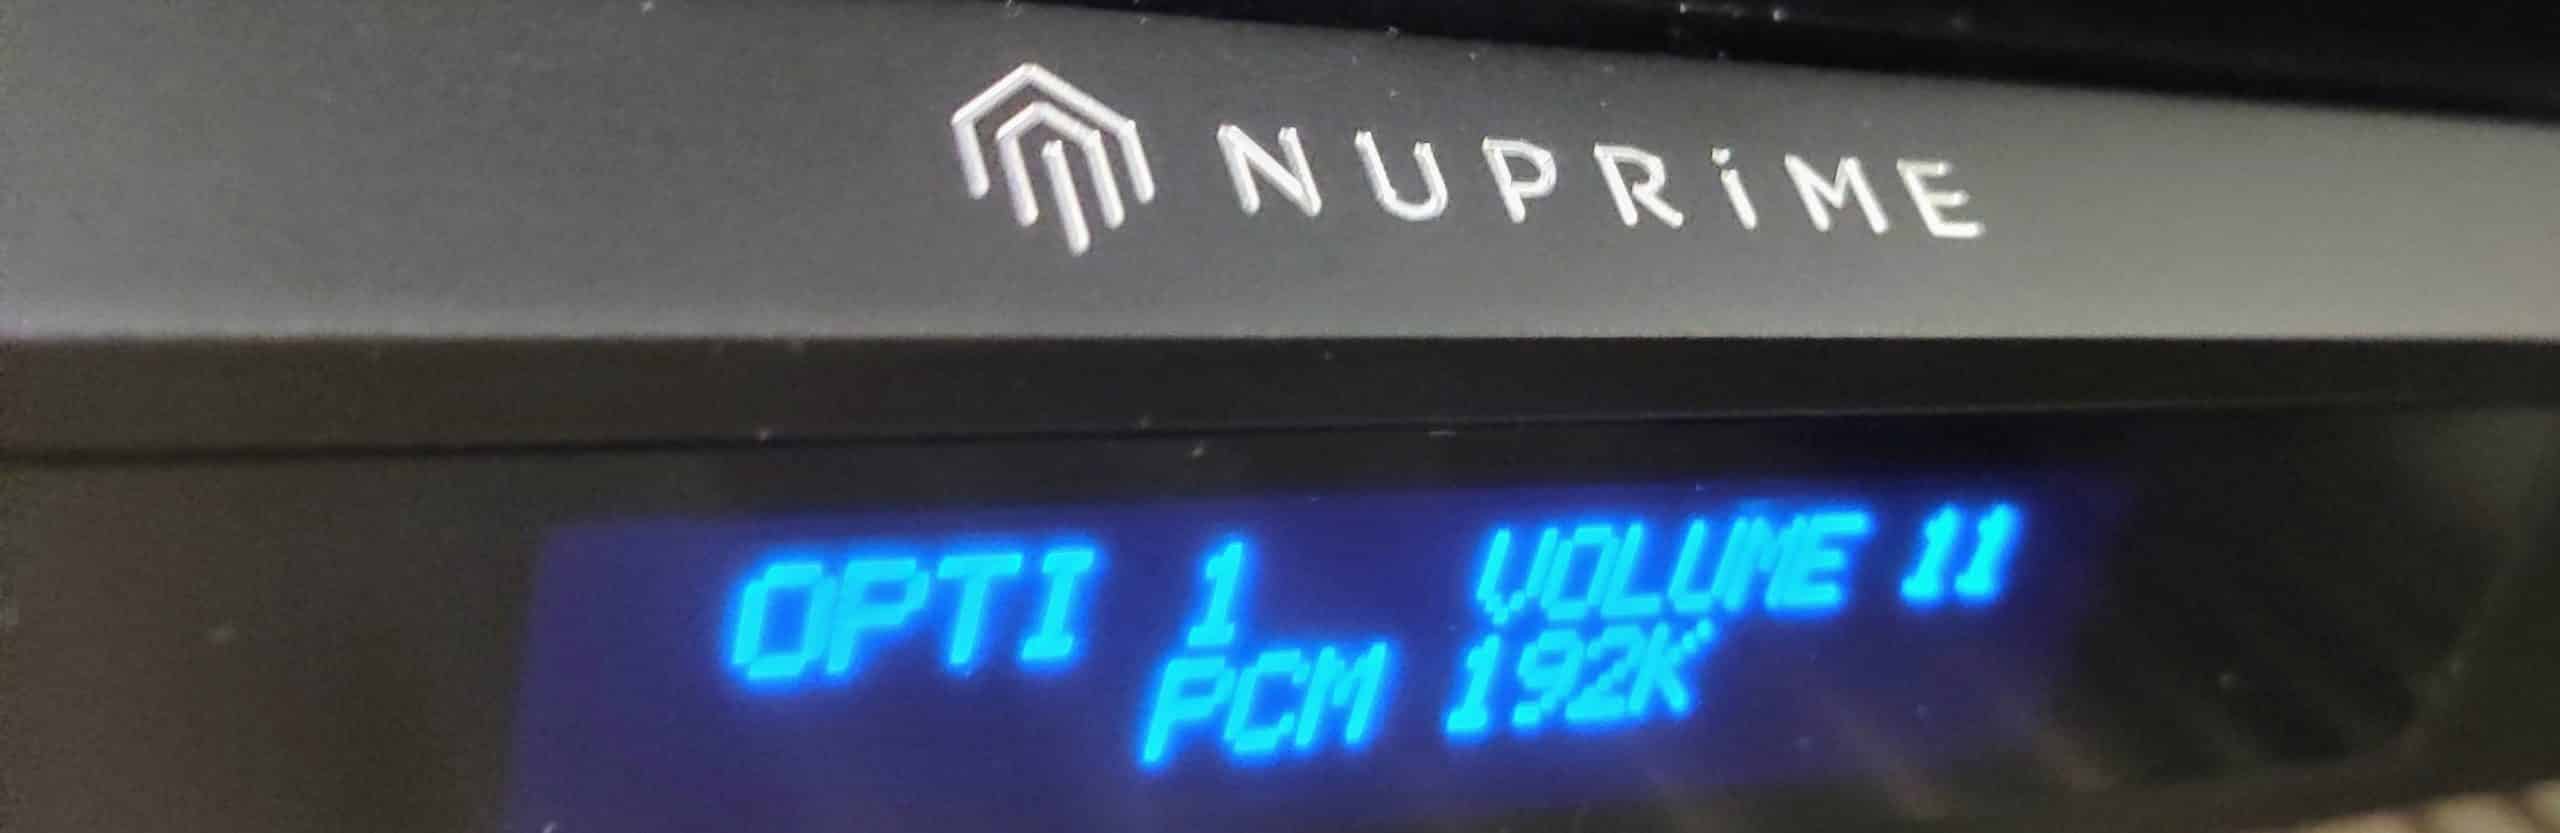 NUPRiME
OPTI 1 VOLUME 11
PCM 192K